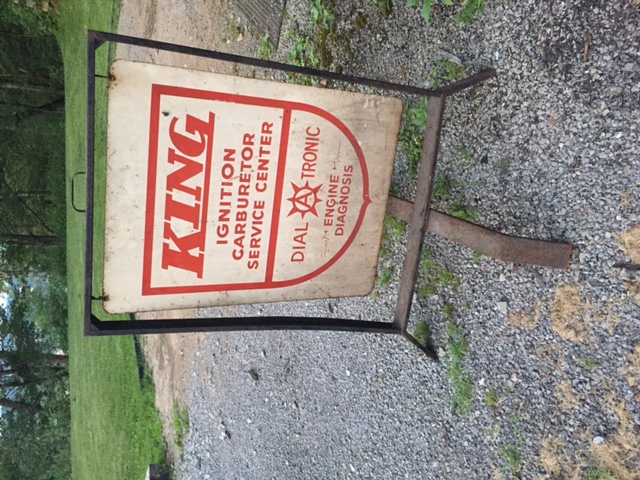 KING
IGNITION
CARBURETOR
SERVICE CENTER
DIAL A TRONIC
ENGINE
DIAGNOSIS